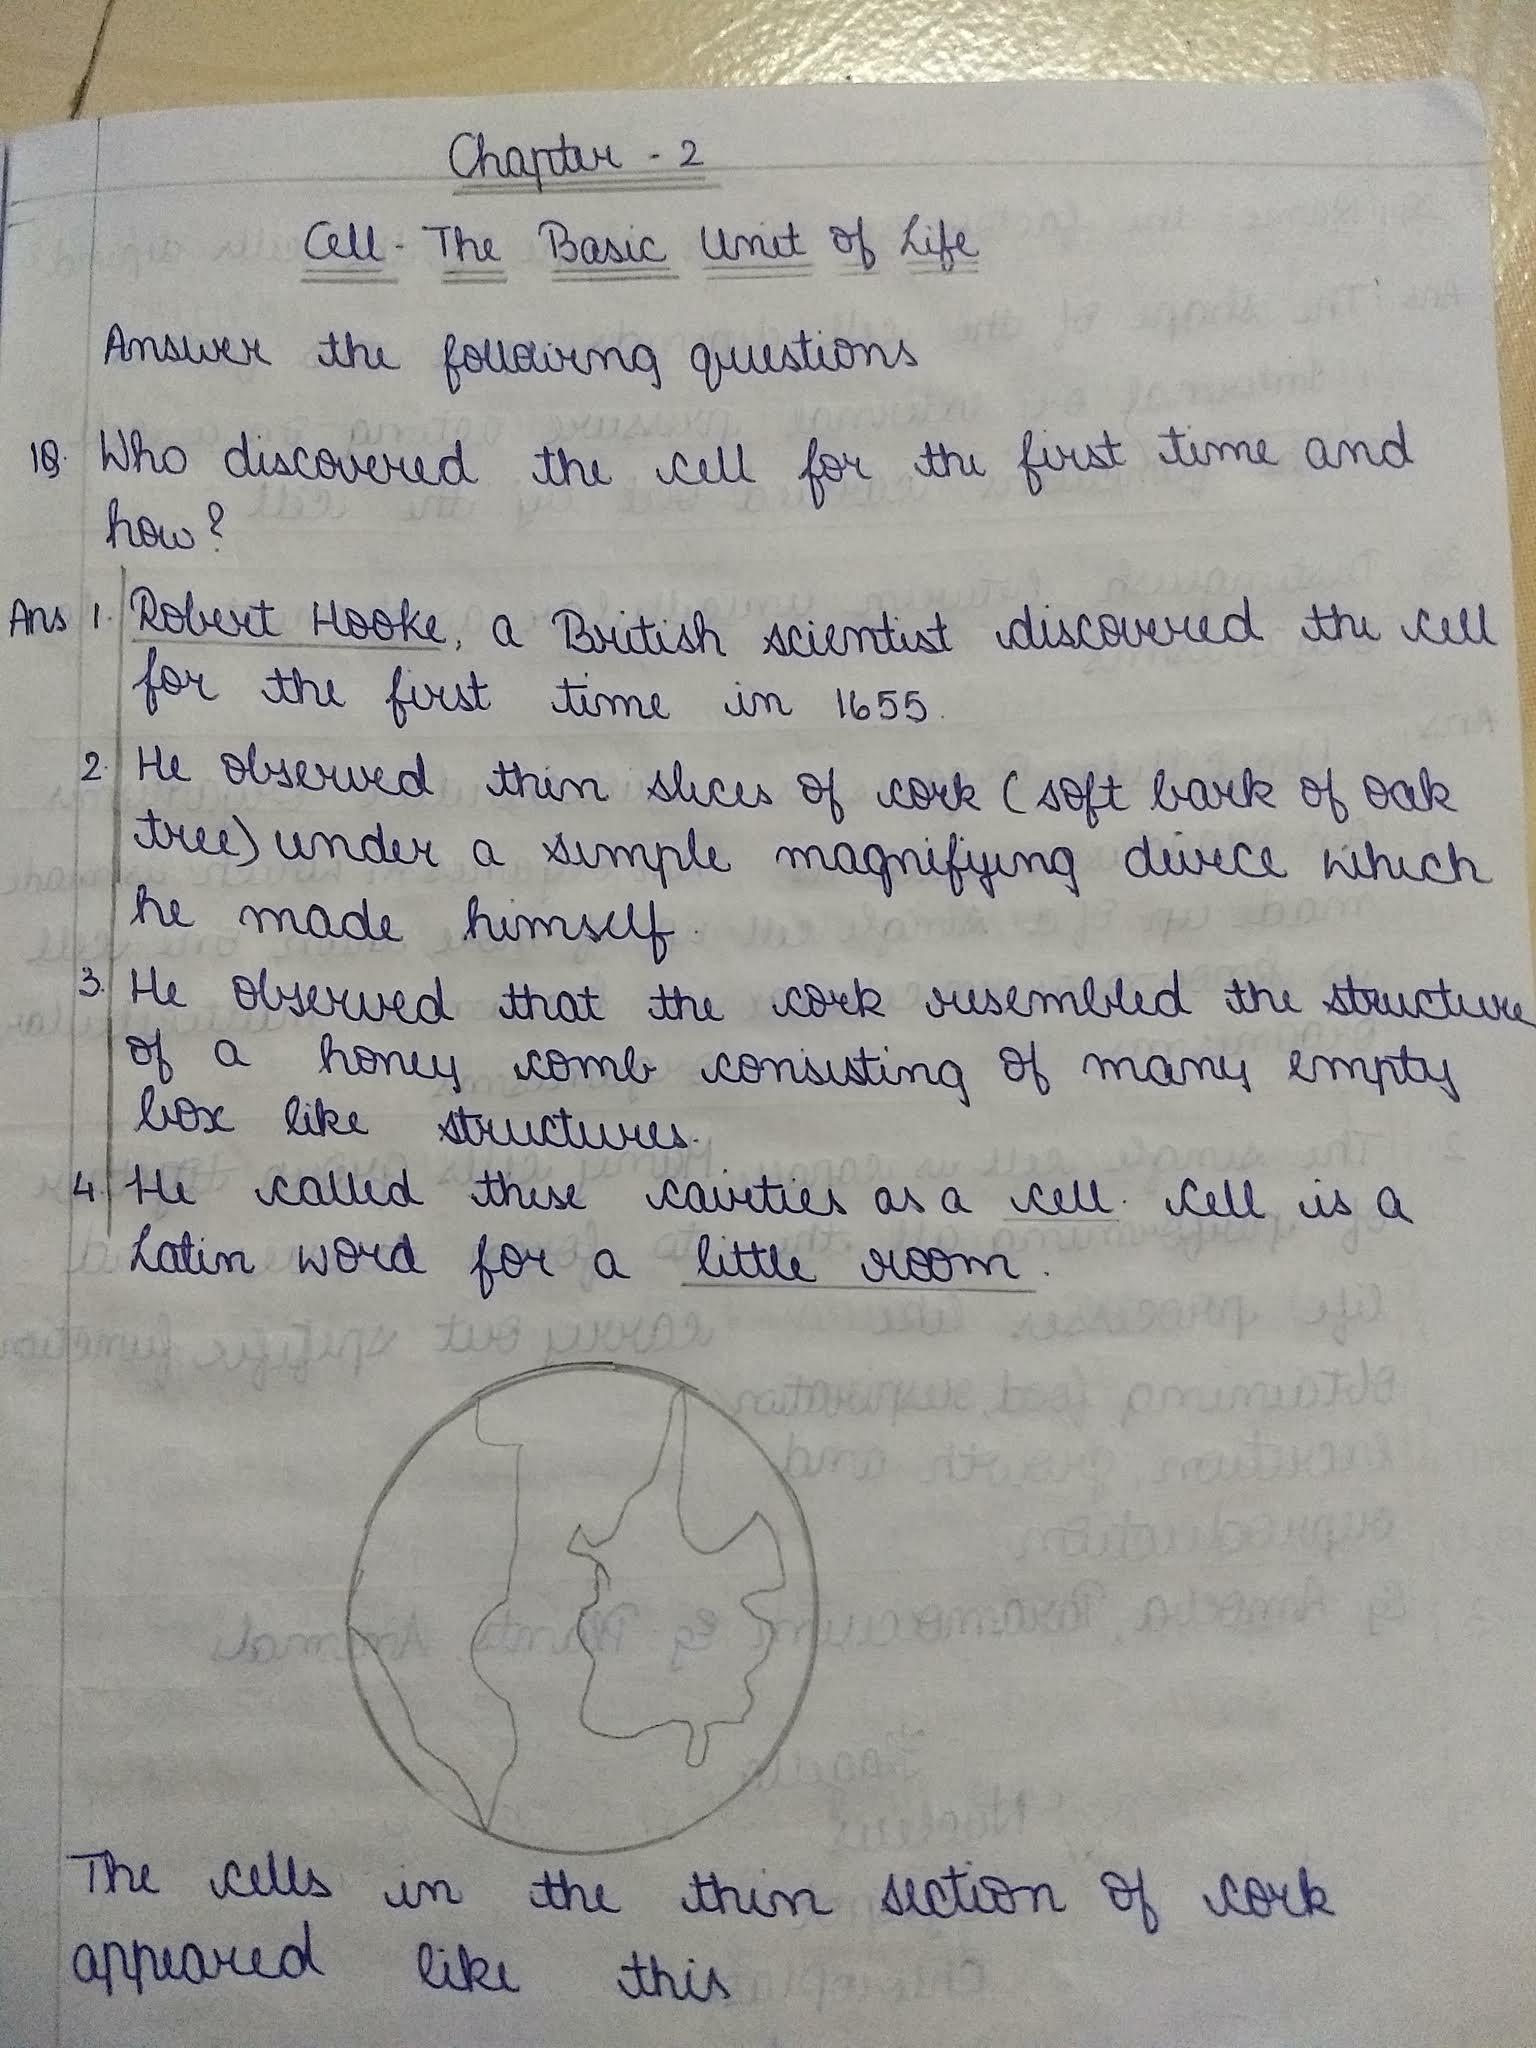 Chapter - 2
Cell - The Basic Unit of Life
Answer the following questions
1Q. Who discovered the cell for the first time and
how?
Ans 1. Robert Hooke, a British scientist discovered the cell
for the first time in 1655.
2. He observed thin slices of cork (soft bark of oak
tree) under a simple magnifying device which
he made himself.
3. He observed that the cork resembled the structure
of a honey comb consisting of many empty
box like structures.
4. He called these cavities as a cell. Cell is a
Latin word for a little room.
The cells in the thin section of cork
appeared like this